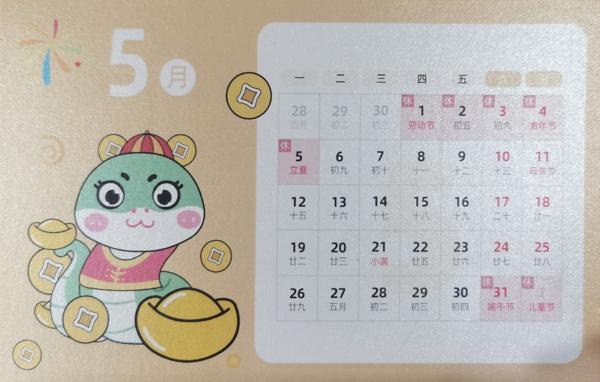 5月
一 二 三 四 五 六 日
28 29 30 休 1 休 2 休 3 休 4
四月 初二 初三 劳动节 初五 初六 青年节
休 5 6 7 8 9 10 11
立夏 初九 初十 十一 十二 十三 母亲节
12 13 14 15 16 17 18
十五 十六 十七 十八 十九 二十 廿一
19 20 21 22 23 24 25
廿二 廿三 小满 廿五 廿六 廿七 廿八
26 27 28 29 30 休 31 休
廿九 五月 初二 初三 初四 端午节 儿童节